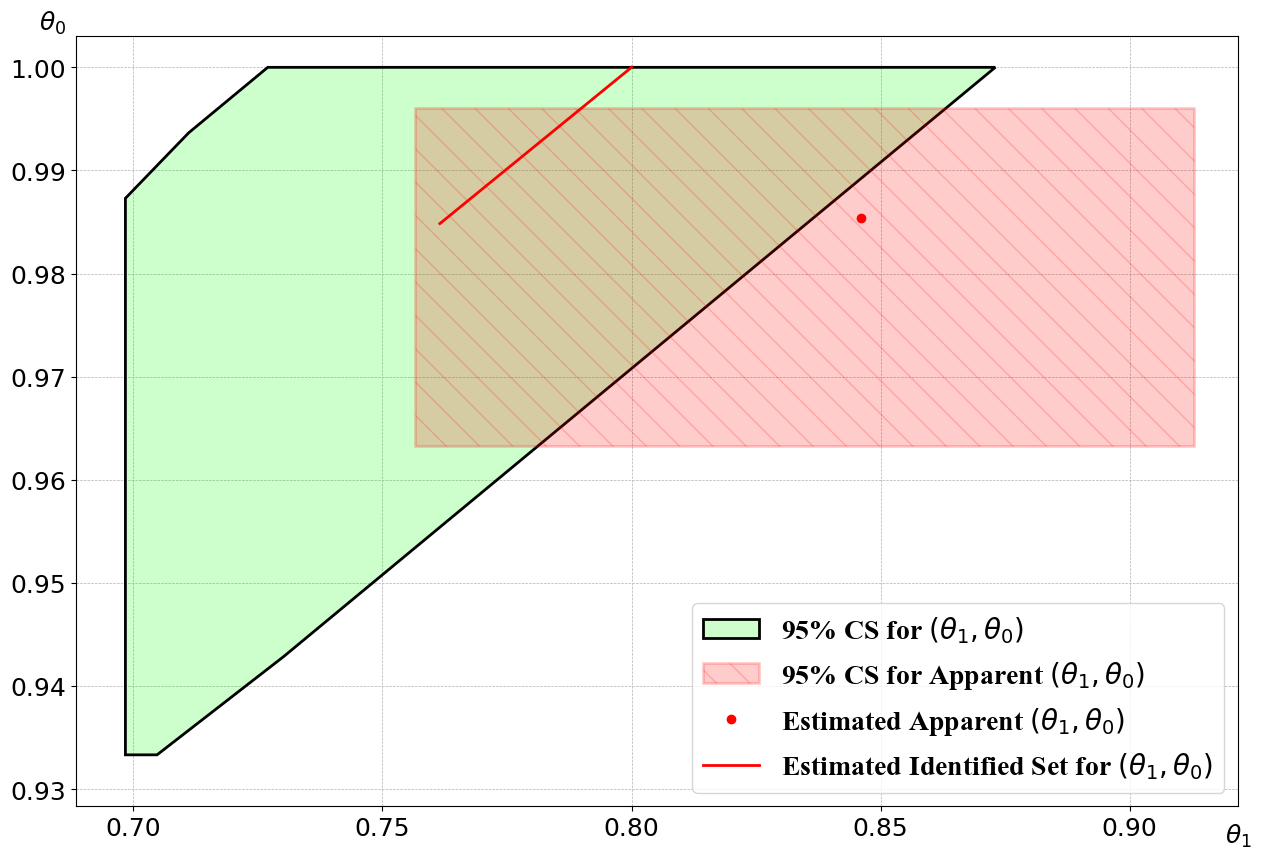 θ₀
1.00
0.99
0.98
0.97
0.96
0.95
0.94
0.93
95% CS for (θ₁, θ₀)
95% CS for Apparent (θ₁, θ₀)
Estimated Apparent (θ₁, θ₀)
Estimated Identified Set for (θ₁, θ₀)
0.70 0.75 0.80 0.85 0.90
θ₁